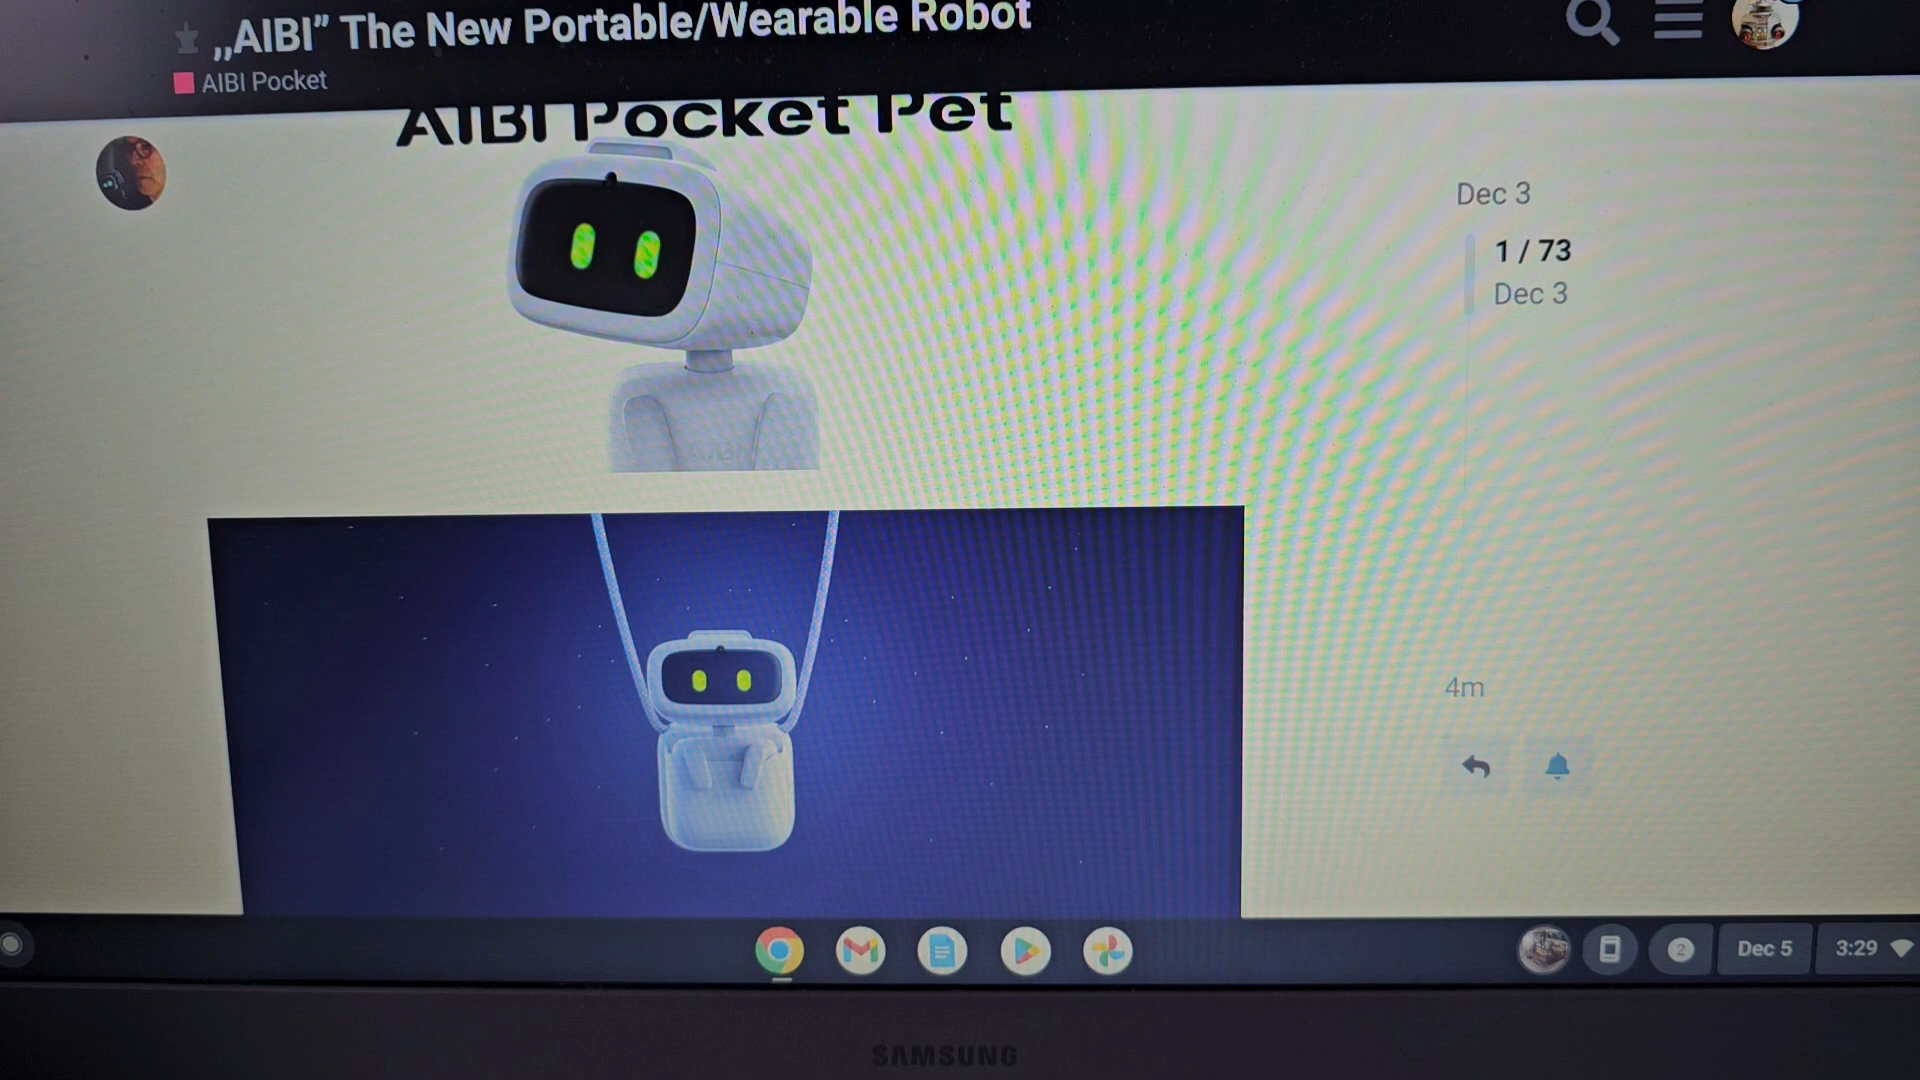 „AIBI” The New Portable/Wearable Robot
AIBI Pocket
AIBI Pocket Pet
Dec 3
1 / 73
Dec 3
4m
2
Dec 5
3:29
SAMSUNG